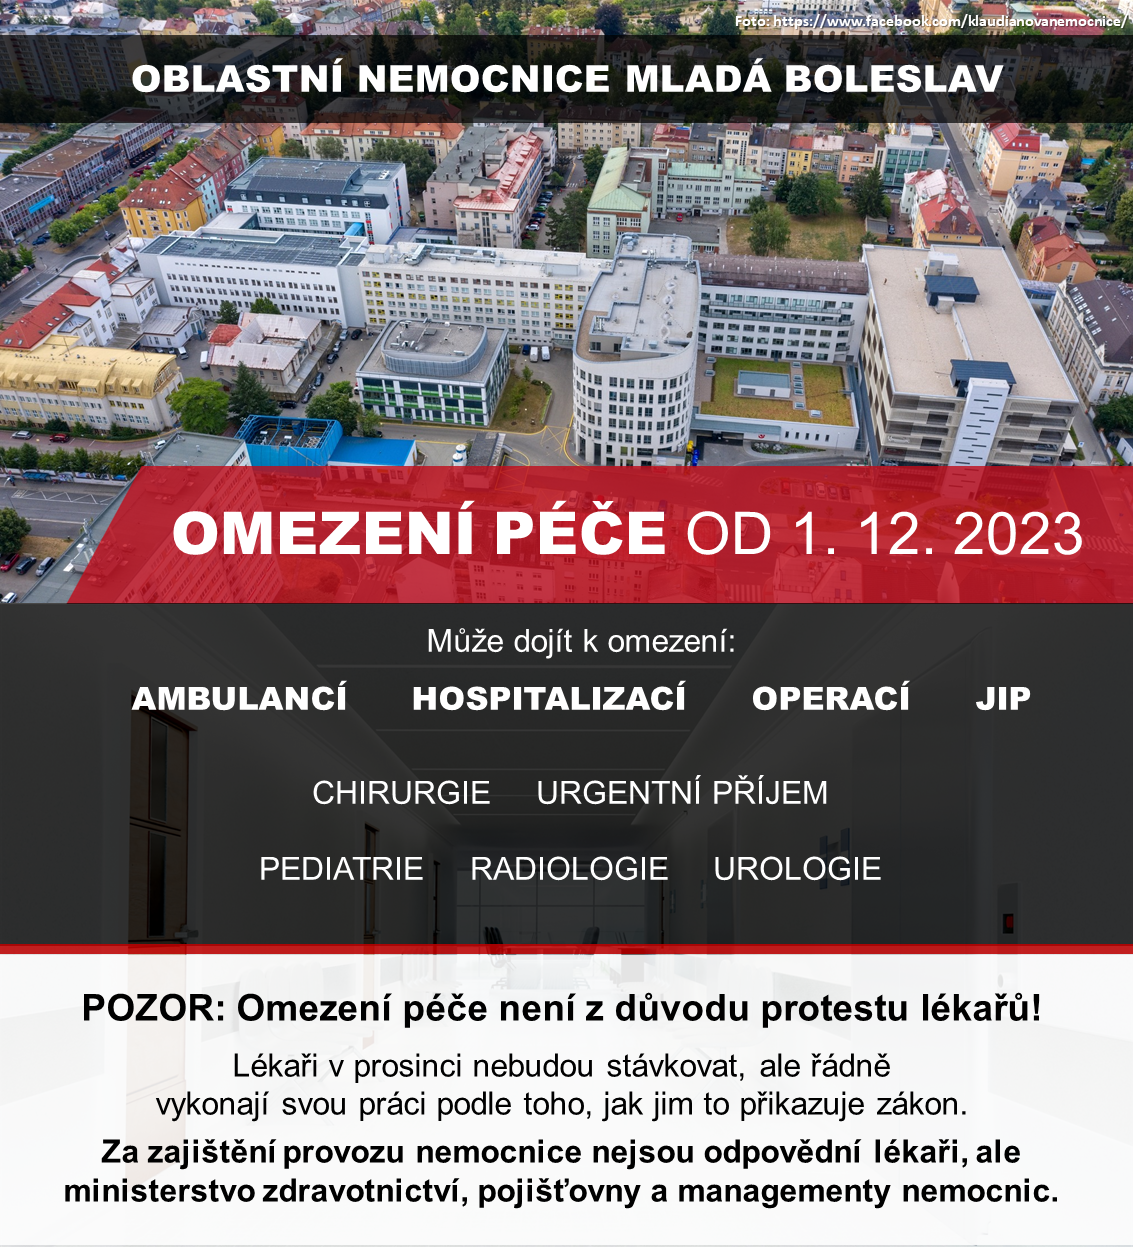 Foto: https://www.facebook.com/klaudianovanemocnice/
OBLASTNÍ NEMOCNICE MLADÁ BOLESLAV
OMEZENÍ PÉČE OD 1. 12. 2023
Může dojít k omezení:
AMBULANCÍ HOSPITALIZACÍ OPERACÍ JIP
CHIRURGIE URGENTNÍ PŘÍJEM
PEDIATRIE RADIOLOGIE UROLOGIE
POZOR: Omezení péče není z důvodu protestu lékařů!
Lékaři v prosinci nebudou stávkovat, ale řádně
vykonají svou práci podle toho, jak jim to přikazuje zákon.
Za zajištění provozu nemocnice nejsou odpovědní lékaři, ale
ministerstvo zdravotnictví, pojišťovny a managementy nemocnic.